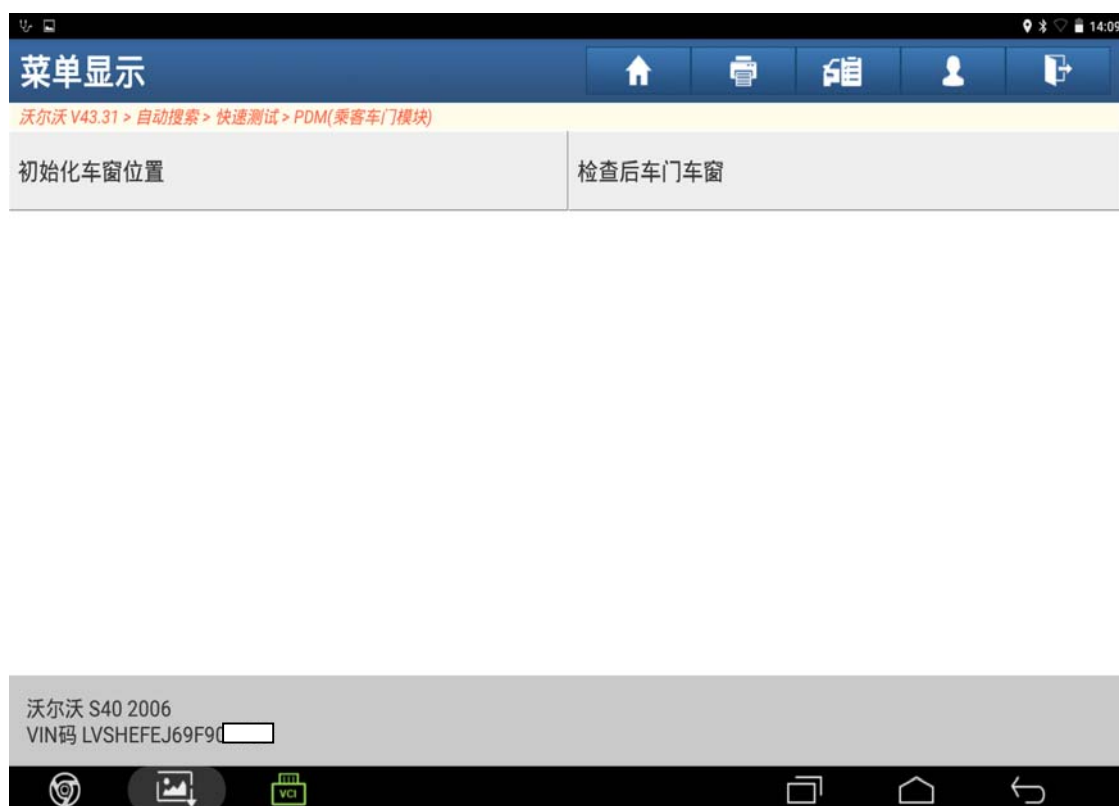 14:09
菜单显示
沃尔沃 V43.31 > 自动搜索 > 快速测试 > PDM(乘客车门模块)
初始化车窗位置 检查后车门车窗
沃尔沃 S40 2006
VIN码 LVSHEFEJ69F90
VCI